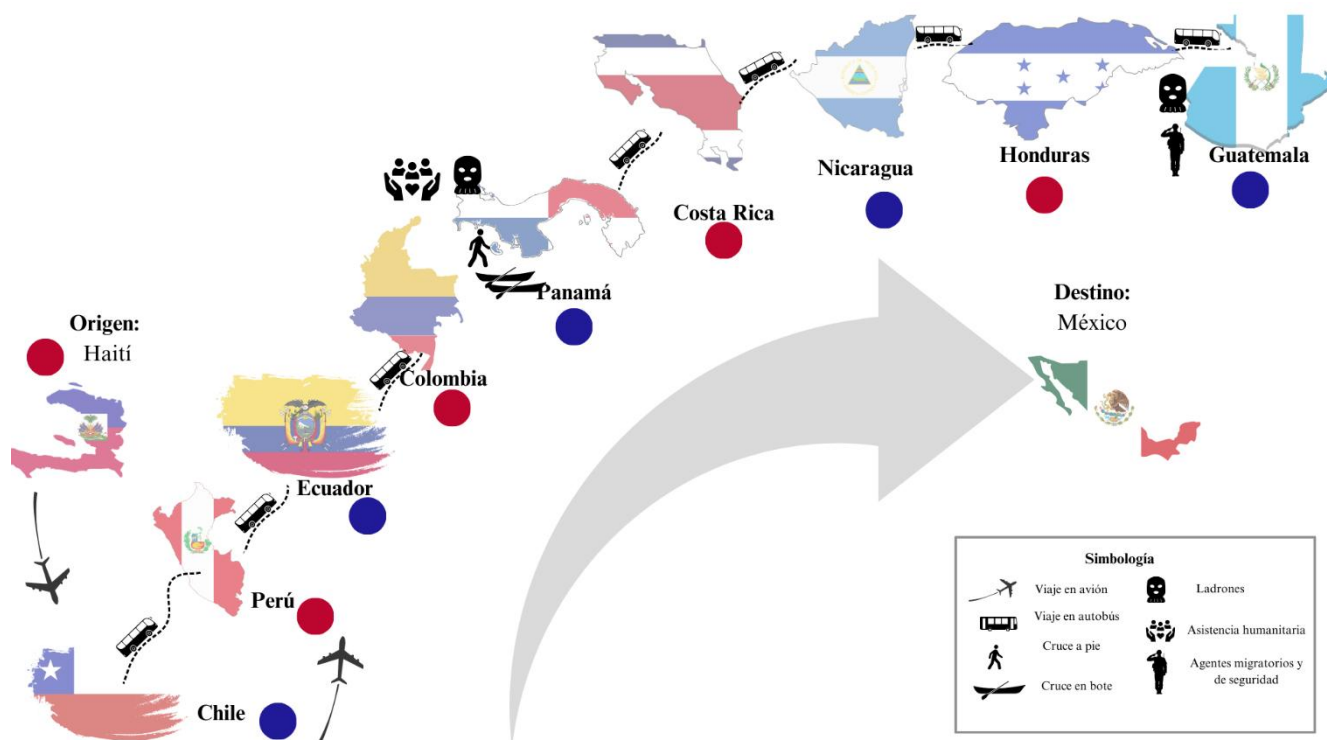 Origen:
Haití
Chile
Perú
Ecuador
Colombia
Panamá
Costa Rica
Nicaragua
Honduras
Guatemala
Destino:
México
Simbología
Viaje en avión
Viaje en autobús
Cruce a pie
Cruce en bote
Ladrones
Asistencia humanitaria
Agentes migratorios y
de seguridad